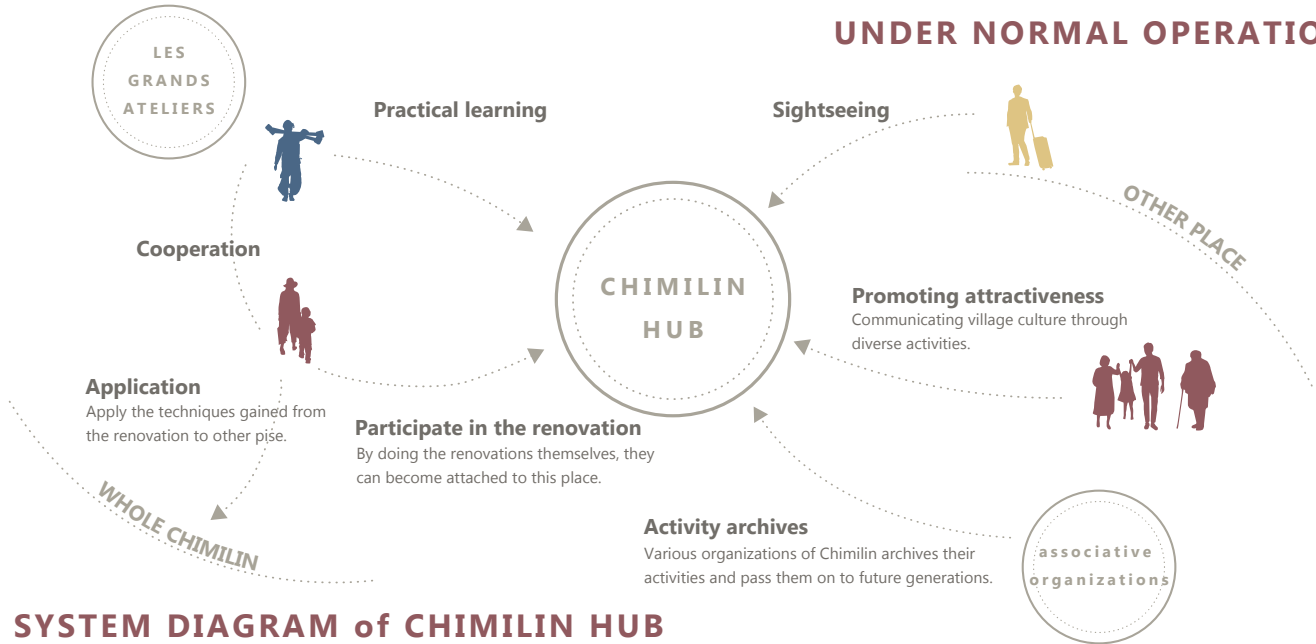 UNDER NORMAL OPERATIO
LES
GRANDS
ATELIERS
Practical learning
Sightseeing
OTHER PLACE
Cooperation
CHIMILIN
HUB
Promoting attractiveness
Communicating village culture through
diverse activities.
Application
Apply the techniques gained from
the renovation to other pise.
Participate in the renovation
By doing the renovations themselves, they
can become attached to this place.
WHOLE CHIMILIN
Activity archives
Various organizations of Chimilin archives their
activities and pass them on to future generations.
associative
organizations
SYSTEM DIAGRAM of CHIMILIN HUB